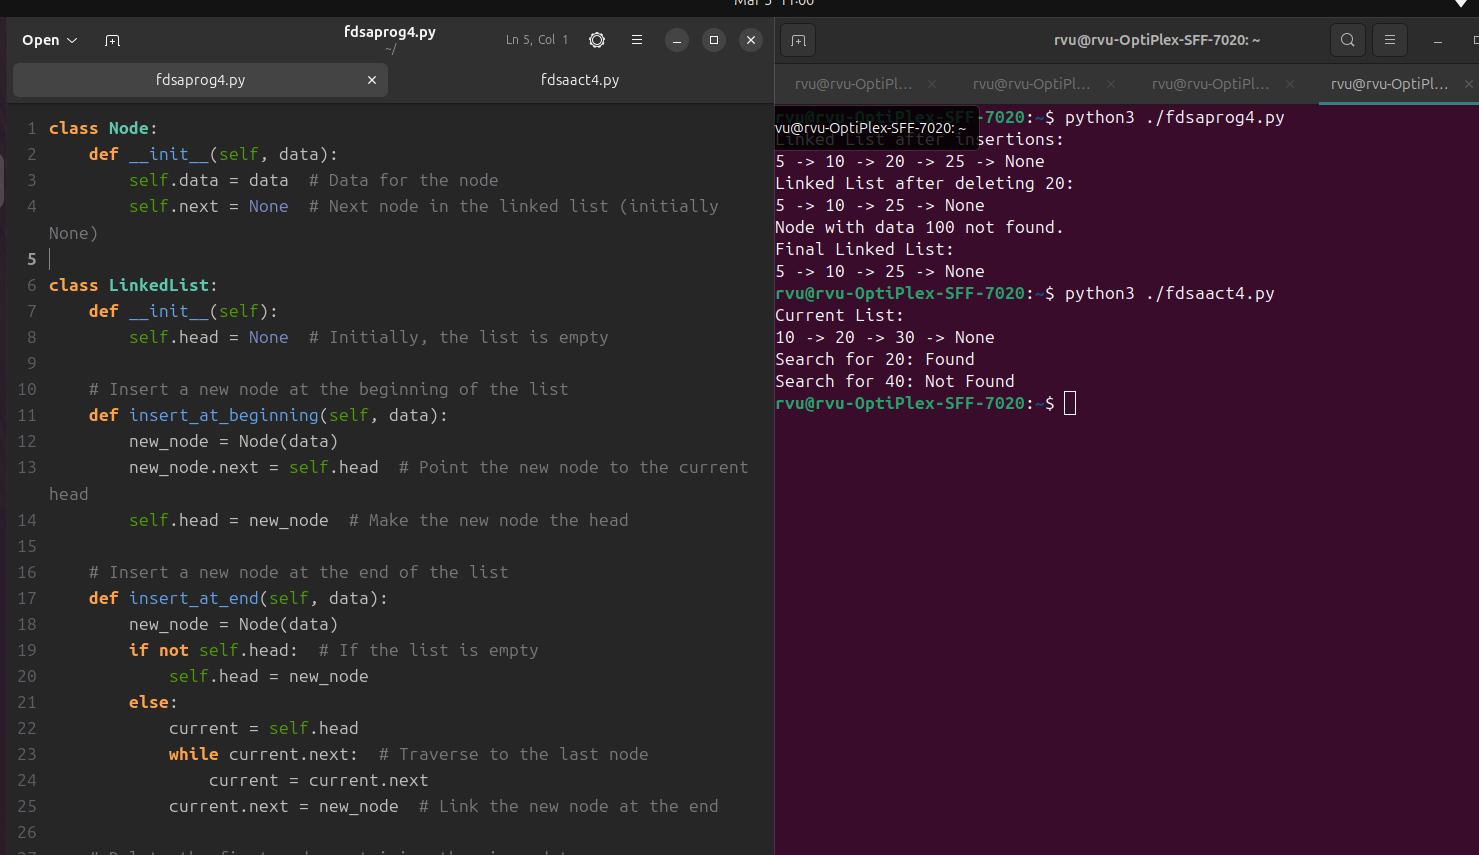 Mar 5 11:00
Open
fdsaprog4.py
~/
Ln 5, Col 1
fdsaprog4.py
fdsaact4.py
1 class Node:
2     def __init__(self, data):
3         self.data = data  # Data for the node
4         self.next = None  # Next node in the linked list (initially
None)
5
6 class LinkedList:
7     def __init__(self):
8         self.head = None  # Initially, the list is empty
9
10     # Insert a new node at the beginning of the list
11     def insert_at_beginning(self, data):
12         new_node = Node(data)
13         new_node.next = self.head  # Point the new node to the current
head
14         self.head = new_node  # Make the new node the head
15
16     # Insert a new node at the end of the list
17     def insert_at_end(self, data):
18         new_node = Node(data)
19         if not self.head:  # If the list is empty
20             self.head = new_node
21         else:
22             current = self.head
23             while current.next:  # Traverse to the last node
24                 current = current.next
25             current.next = new_node  # Link the new node at the end
26
rvu@rvu-OptiPlex-SFF-7020: ~
rvu@rvu-OptiPl...
rvu@rvu-OptiPl...
rvu@rvu-OptiPl...
rvu@rvu-OptiPl...
vu@rvu-OptiPlex-SFF-7020: ~
-7020:~$ python3 ./fdsaprog4.py
Linked List after insertions:
5 -> 10 -> 20 -> 25 -> None
Linked List after deleting 20:
5 -> 10 -> 25 -> None
Node with data 100 not found.
Final Linked List:
5 -> 10 -> 25 -> None
rvu@rvu-OptiPlex-SFF-7020:~$ python3 ./fdsaact4.py
Current List:
10 -> 20 -> 30 -> None
Search for 20: Found
Search for 40: Not Found
rvu@rvu-OptiPlex-SFF-7020:~$